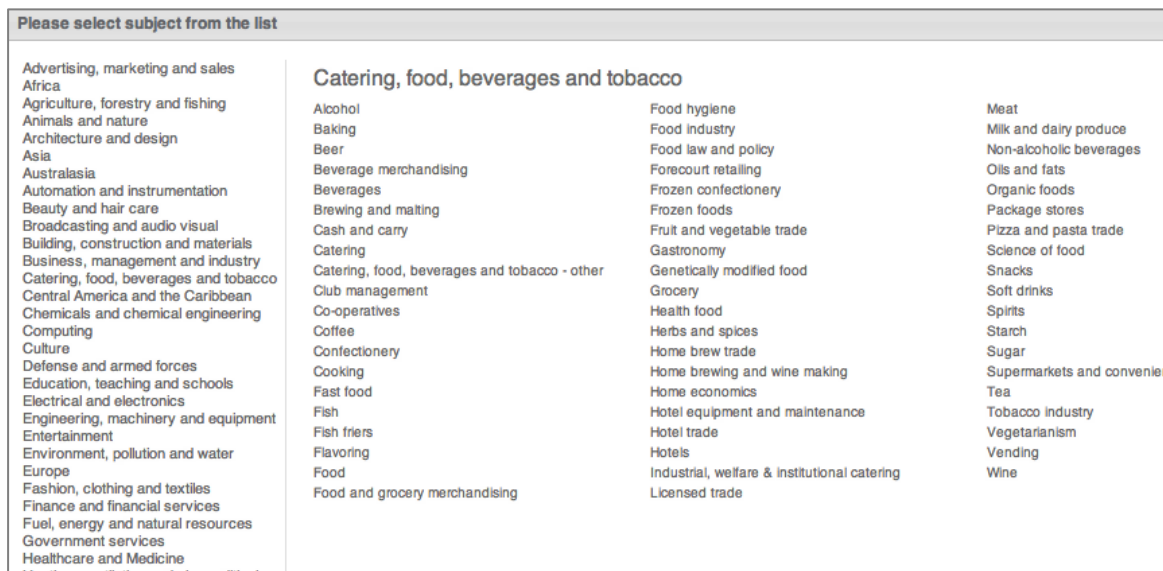 Please select subject from the list
Advertising, marketing and sales
Africa
Agriculture, forestry and fishing
Animals and nature
Architecture and design
Asia
Australasia
Automation and instrumentation
Beauty and hair care
Broadcasting and audio visual
Building, construction and materials
Business, management and industry
Catering, food, beverages and tobacco
Central America and the Caribbean
Chemicals and chemical engineering
Computing
Culture
Defense and armed forces
Education, teaching and schools
Electrical and electronics
Engineering, machinery and equipment
Entertainment
Environment, pollution and water
Europe
Fashion, clothing and textiles
Finance and financial services
Fuel, energy and natural resources
Government services
Healthcare and Medicine
Catering, food, beverages and tobacco
Alcohol
Baking
Beer
Beverage merchandising
Beverages
Brewing and malting
Cash and carry
Catering
Catering, food, beverages and tobacco - other
Club management
Co-operatives
Coffee
Confectionery
Cooking
Fast food
Fish
Fish friers
Flavoring
Food
Food and grocery merchandising
Food hygiene
Food industry
Food law and policy
Forecourt retailing
Frozen confectionery
Frozen foods
Fruit and vegetable trade
Gastronomy
Genetically modified food
Grocery
Health food
Herbs and spices
Home brew trade
Home brewing and wine making
Home economics
Hotel equipment and maintenance
Hotel trade
Hotels
Industrial, welfare & institutional catering
Licensed trade
Meat
Milk and dairy produce
Non-alcoholic beverages
Oils and fats
Organic foods
Package stores
Pizza and pasta trade
Science of food
Snacks
Soft drinks
Spirits
Starch
Sugar
Supermarkets and
Tea
Tobacco industry
Vegetarianism
Vending
Wine